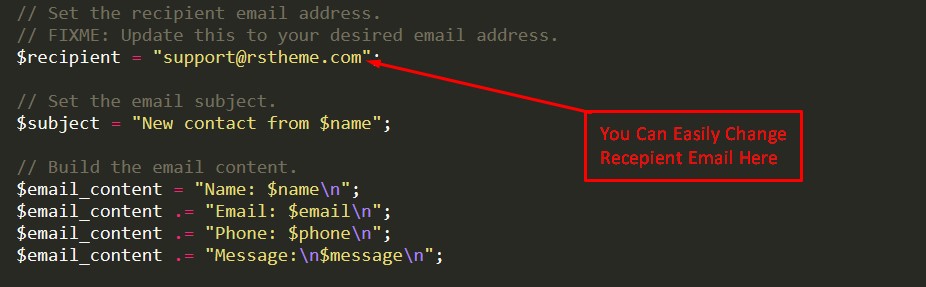 // Set the recipient email address.
// FIXME: Update this to your desired email address.
$recipient = "support@rstheme.com";
// Set the email subject.
$subject = "New contact from $name";
You Can Easily Change
Recepient Email Here
// Build the email content.
$email_content = "Name: $name\n";
$email_content .= "Email: $email\n";
$email_content .= "Phone: $phone\n";
$email_content .= "Message:\n$message\n";